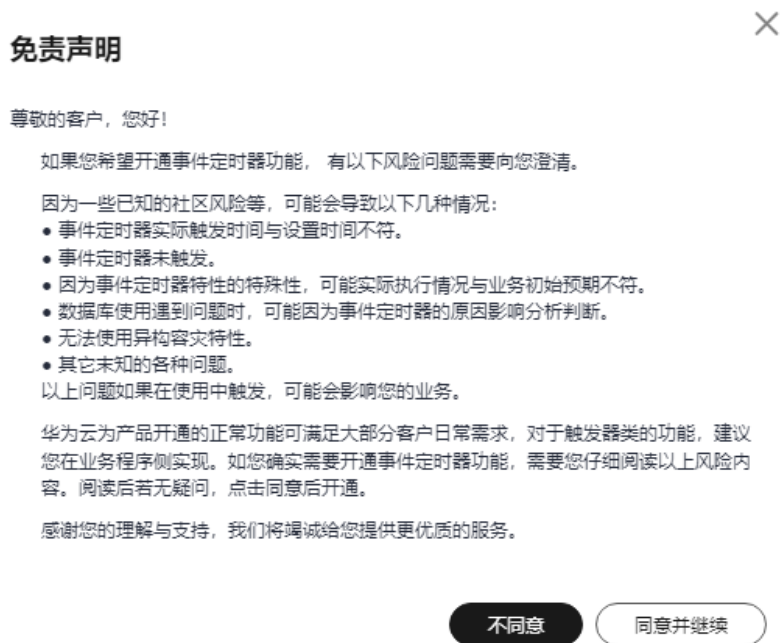 免责声明
尊敬的客户，您好！
如果您希望开通事件定时器功能， 有以下风险问题需要向您澄清。
因为一些已知的社区风险等，可能会导致以下几种情况：
● 事件定时器实际触发时间与设置时间不符。
● 事件定时器未触发。
● 因为事件定时器特性的特殊性，可能实际执行情况与业务初始预期不符。
● 数据库使用遇到问题时，可能因为事件定时器的原因影响分析判断。
● 无法使用异构容灾特性。
● 其它未知的各种问题。
以上问题如果在使用中触发，可能会影响您的业务。
华为云为产品开通的正常功能可满足大部分客户日常需求，对于触发器类的功能，建议
您在业务程序侧实现。如您确实需要开通事件定时器功能，需要您仔细阅读以上风险内
容。阅读后若无疑问，点击同意后开通。
感谢您的理解与支持，我们将竭诚给您提供更优质的服务。
不同意
同意并继续